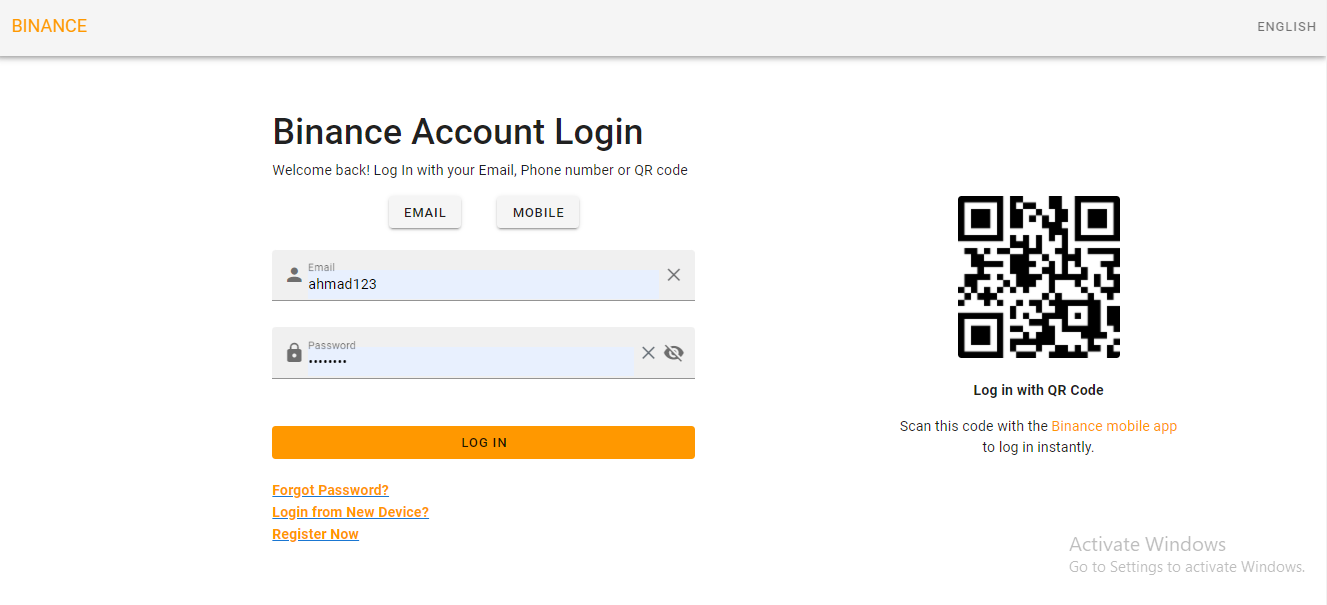 BINANCE
ENGLISH
Binance Account Login
Welcome back! Log In with your Email, Phone number or QR code
EMAIL
MOBILE
Email
ahmad123
Password
••••••••
LOG IN
Forgot Password?
Login from New Device?
Register Now
Log in with QR Code
Scan this code with the Binance mobile app
to log in instantly.
Activate Windows
Go to Settings to activate Windows.